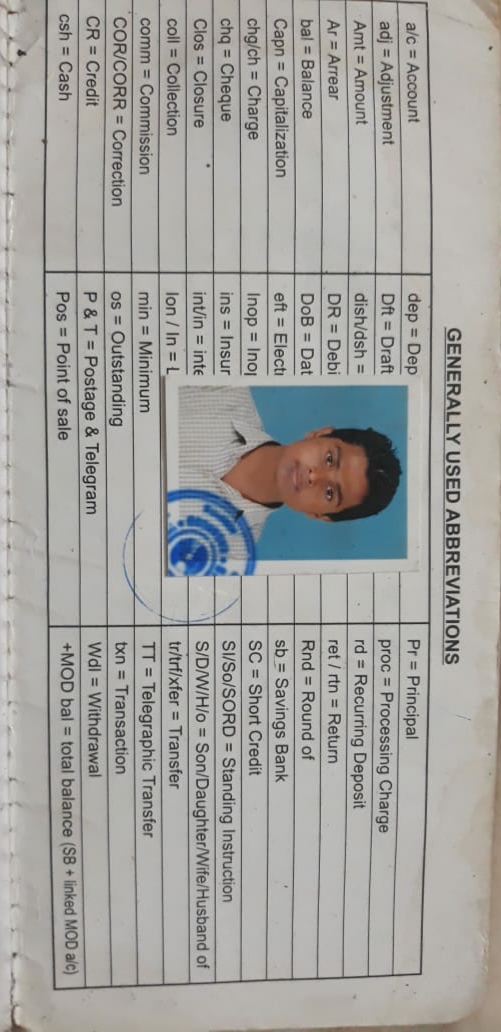 GENERALLY USED ABBREVIATIONS
a/c = Account
adj = Adjustment
Amt = Amount
Ar = Arrear
bal = Balance
Capn = Capitalization
chg/ch = Charge
chq = Cheque
Clos = Closure
coll = Collection
comm = Commission
COR/CORR = Correction
CR = Credit
csh = Cash
dep = Dep
Dft = Draft
dish/dsh =
DR = Debi
DoB = Dat
eft = Elect
Inop = Inop
ins = Insur
int/in = inte
lon / ln = L
min = Minimum
os = Outstanding
P & T = Postage & Telegram
Pos = Point of sale
Pr = Principal
proc = Processing Charge
rd = Recurring Deposit
ret / rtn = Return
Rnd = Round of
sb = Savings Bank
SC = Short Credit
SI/So/SORD = Standing Instruction
S/D/W/H/o = Son/Daughter/Wife/Husband of
tr/trf/xfer = Transfer
TT = Telegraphic Transfer
txn = Transaction
Wdl = Withdrawal
+MOD bal = total balance (SB + linked MOD a/c)